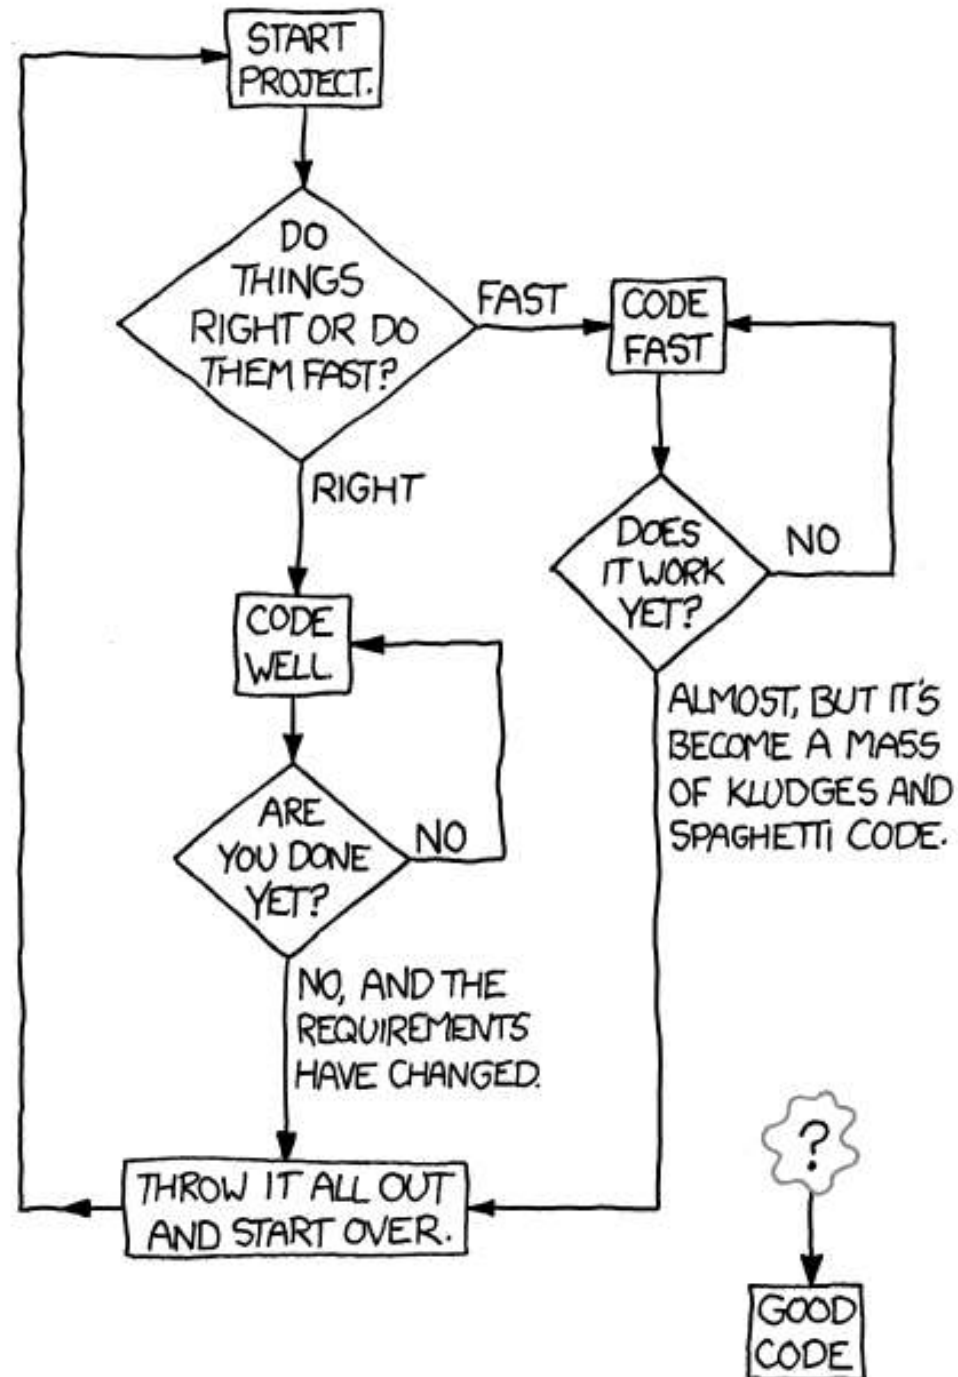 START
PROJECT.
DO
THINGS
RIGHT OR DO
THEM FAST?
FAST
CODE
FAST
RIGHT
DOES
IT WORK
YET?
NO
CODE
WELL.
ALMOST, BUT IT'S
BECOME A MASS
OF KLUDGES AND
SPAGHETTI CODE.
ARE
YOU DONE
YET?
NO
NO, AND THE
REQUIREMENTS
HAVE CHANGED.
THROW IT ALL OUT
AND START OVER.
?
GOOD
CODE